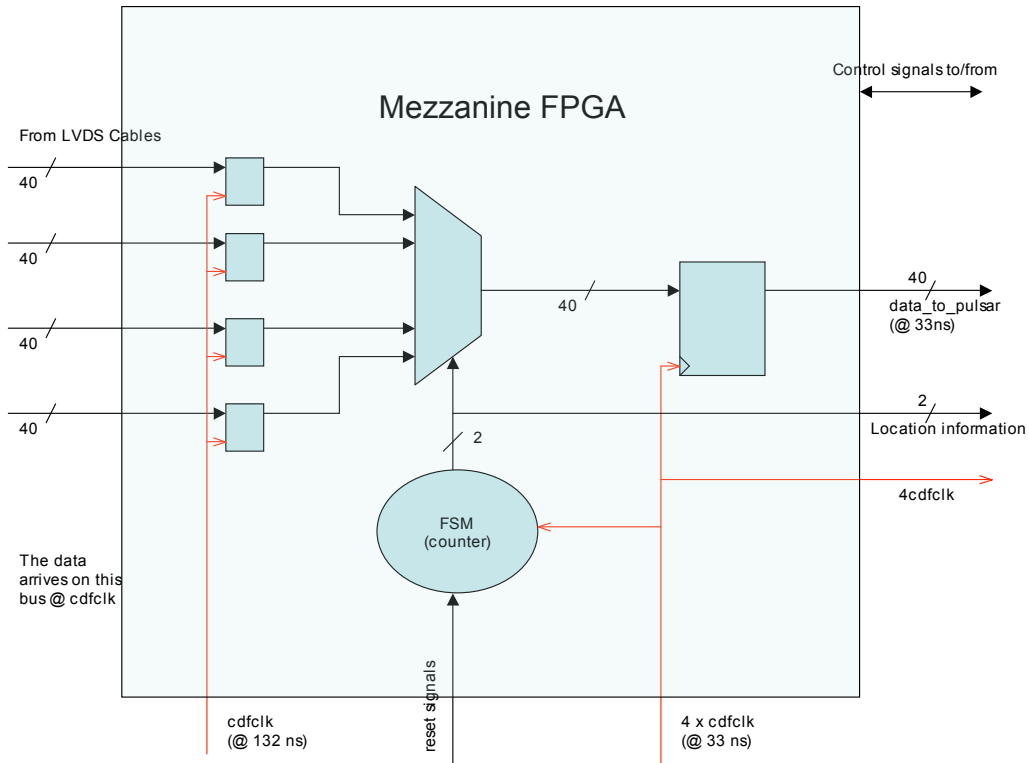 Control signals to/from
Mezzanine FPGA
From LVDS Cables
40
40
40
40
40
40
data_to_pulsar
(@ 33ns)
2
Location information
2
4cdfclk
FSM
(counter)
The data
arrives on this
bus @ cdfclk
cdfclk
(@ 132 ns)
reset signals
4 x cdfclk
(@ 33 ns)